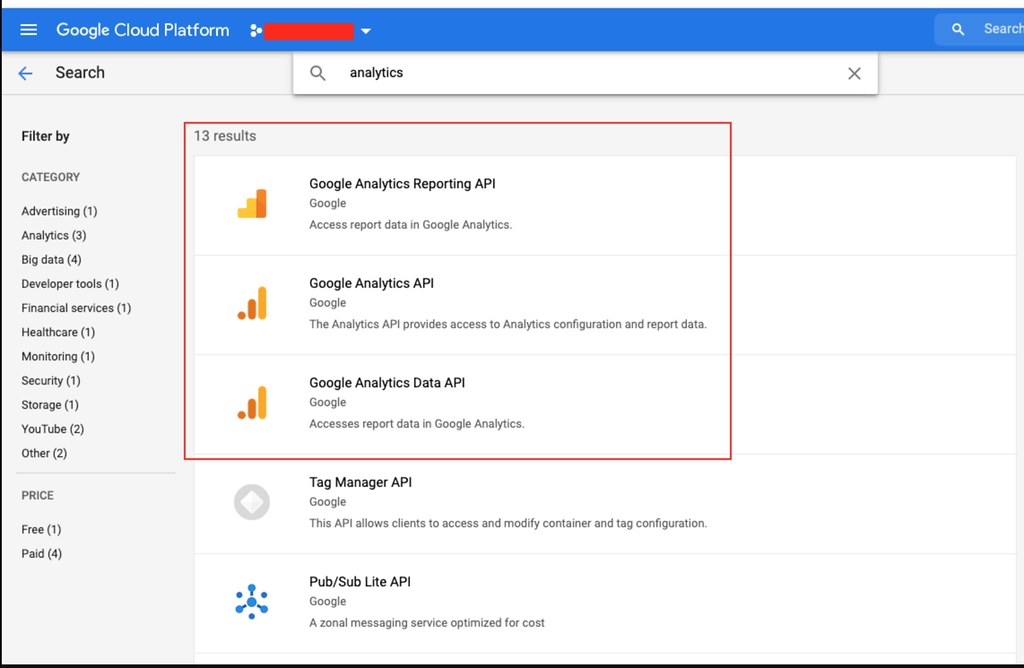 Google Cloud Platform
Search
Search
analytics
Filter by
CATEGORY
Advertising (1)
Analytics (3)
Big data (4)
Developer tools (1)
Financial services (1)
Healthcare (1)
Monitoring (1)
Security (1)
Storage (1)
YouTube (2)
Other (2)
PRICE
Free (1)
Paid (4)
13 results
Google Analytics Reporting API
Google
Access report data in Google Analytics.
Google Analytics API
Google
The Analytics API provides access to Analytics configuration and report data.
Google Analytics Data API
Google
Accesses report data in Google Analytics.
Tag Manager API
Google
This API allows clients to access and modify container and tag configuration.
Pub/Sub Lite API
Google
A zonal messaging service optimized for cost